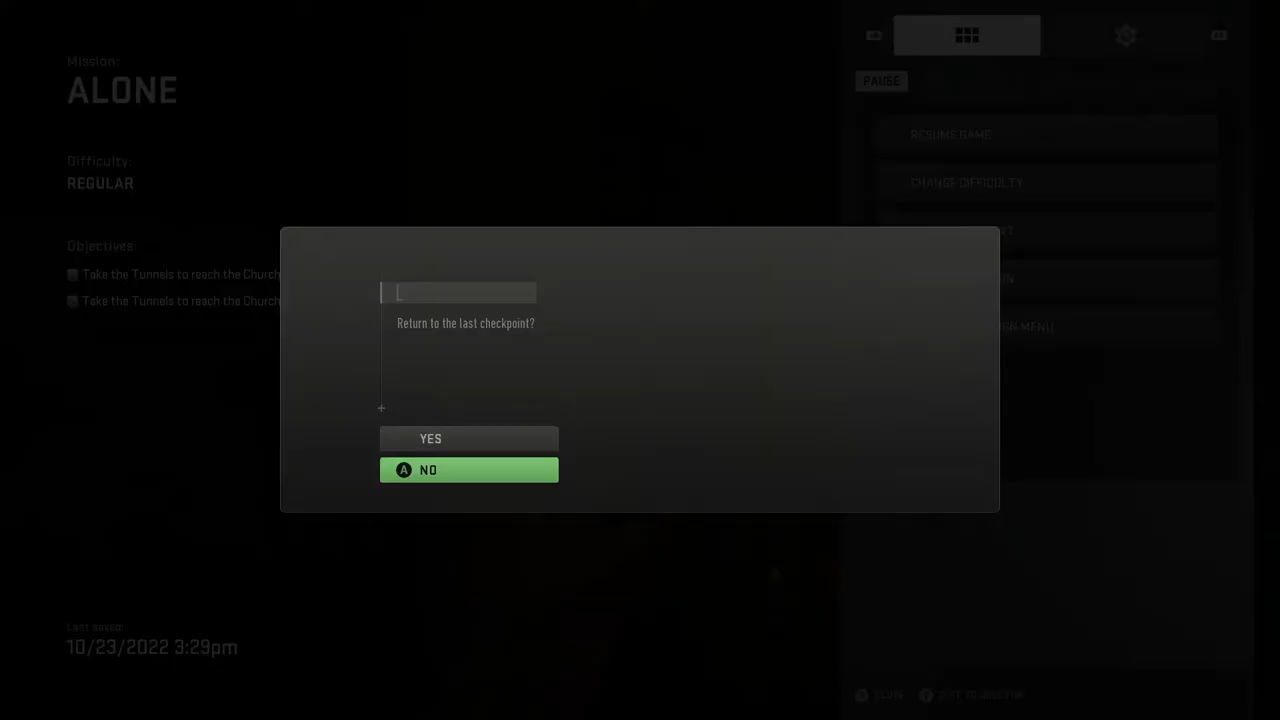 Mission:
ALONE
Difficulty:
REGULAR
Objectives:
Take the Tunnels to reach the Church
Take the Tunnels to reach the Church
Last saved:
10/23/2022 3:29pm
PAUSE
RESUME GAME
CHANGE DIFFICULTY
MENU
Return to the last checkpoint?
YES
A NO
CLOSE